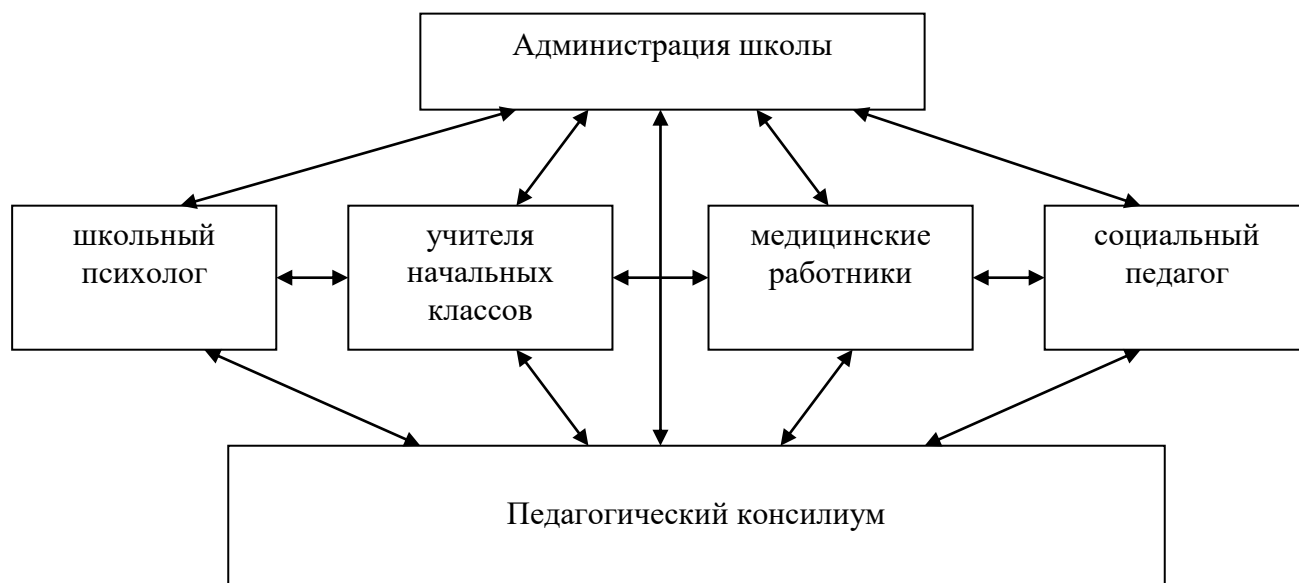 Администрация школы
школьный
психолог
учителя
начальных
классов
медицинские
работники
социальный
педагог
Педагогический консилиум